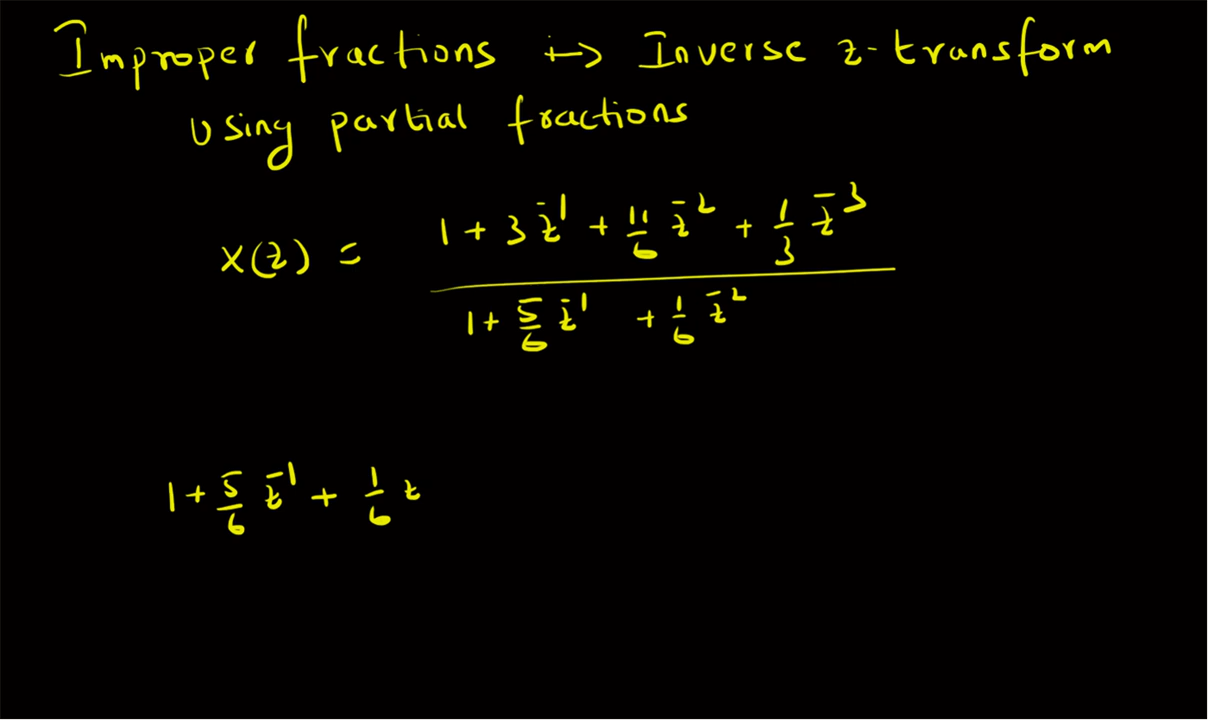 Improper fractions ↦ Inverse z-transform
using partial fractions
X(z) = (1 + 3 z^-1 + 11/6 z^-2 + 1/3 z^-3) / (1 + 5/6 z^-1 + 1/6 z^-2)
1 + 5/6 z^-1 + 1/6 z